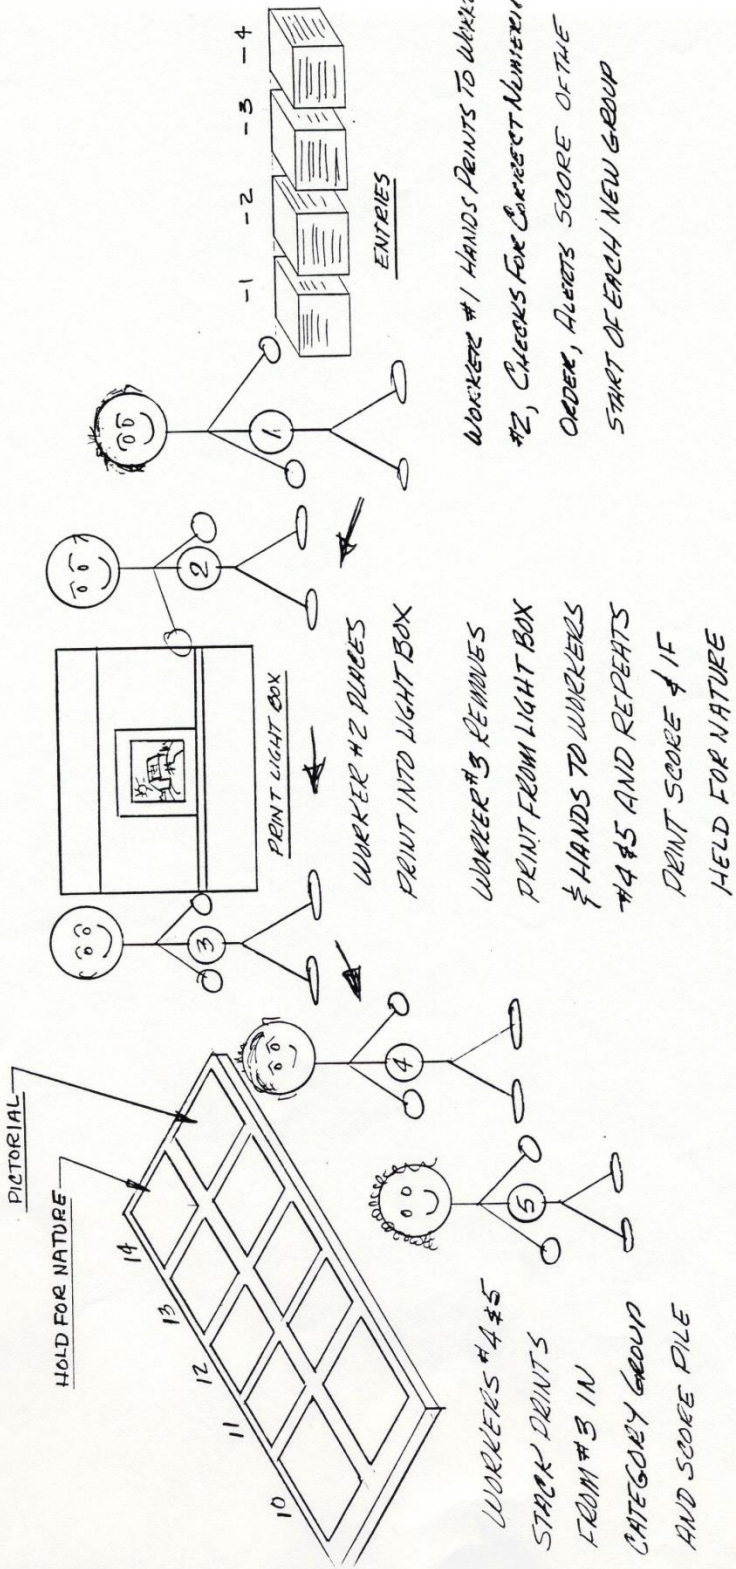 PICTORIAL
HOLD FOR NATURE
14
13
12
11
10
3
PRINT LIGHT BOX
2
1
-1 -2 -3 -4
ENTRIES
4
5
WORKERS #4 & 5
STACK PRINTS
FROM #3 IN
CATEGORY GROUP
AND SCORE PILE
WORKER #2 PLACES
PRINT INTO LIGHT BOX
WORKER #3 REMOVES
PRINT FROM LIGHT BOX
& HANDS TO WORKERS
#4 & 5 AND REPEATS
PRINT SCORE & IF
HELD FOR NATURE
WORKER #1 HANDS PRINTS TO
#2, CHECKS FOR CORRECT
ORDER, ALERTS SCORE OF THE
START OF EACH NEW GROUP